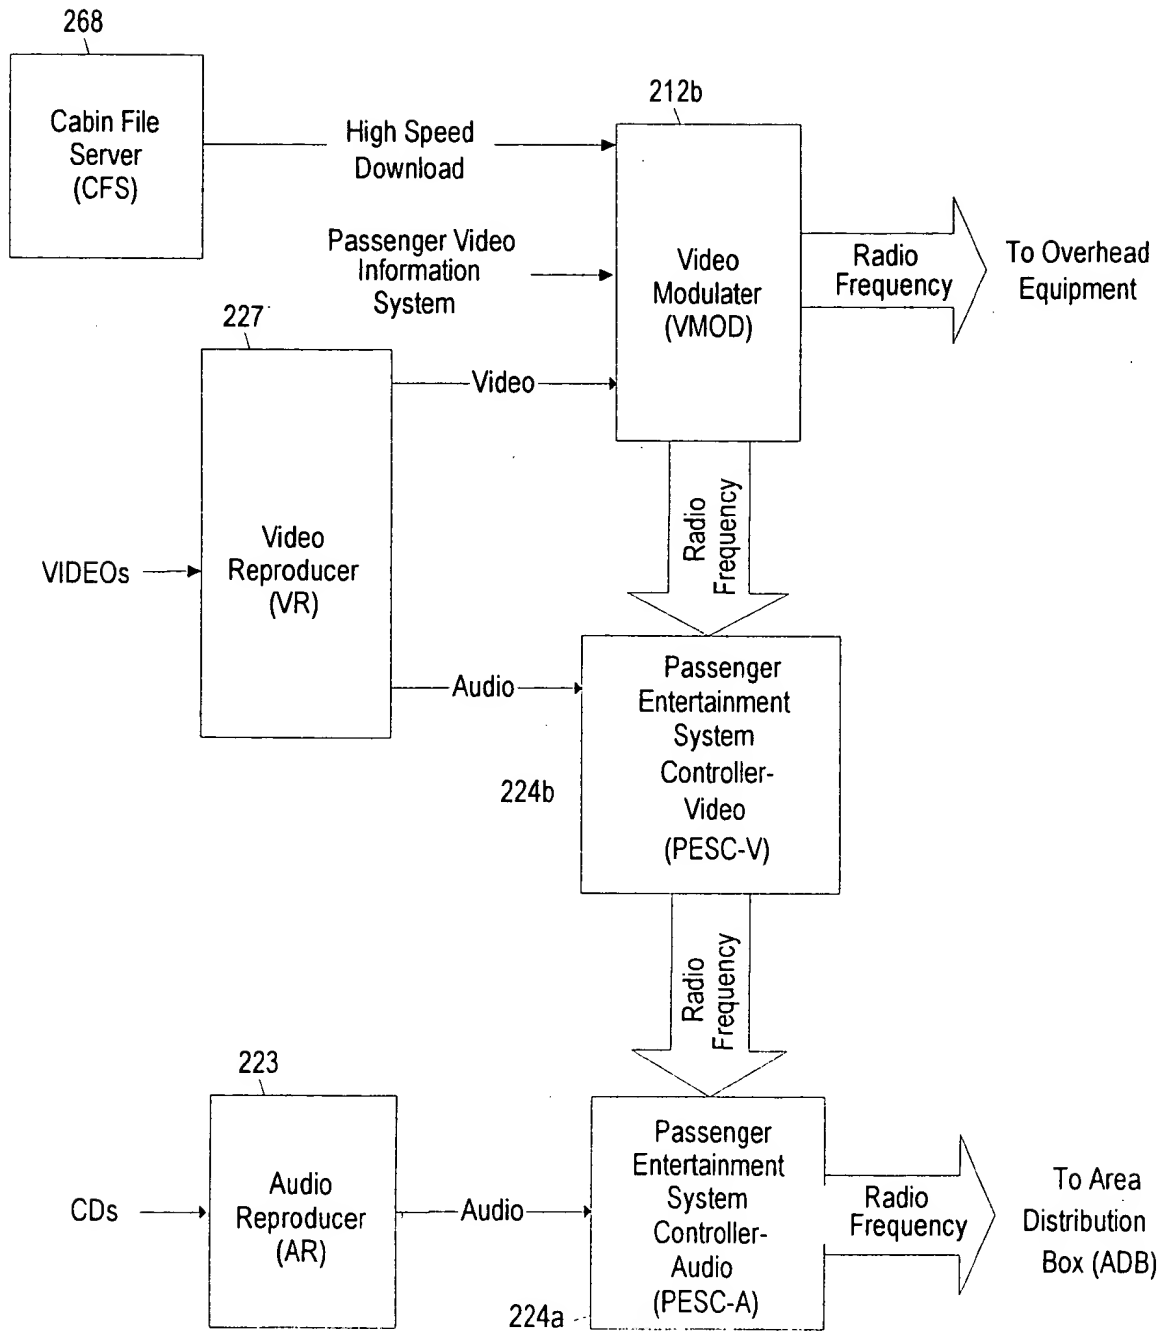 268
Cabin File
Server
(CFS)
High Speed
Download
212b
Passenger Video
Information
System
Video
Modulater
(VMOD)
Radio
Frequency
To Overhead
Equipment
227
Video
VIDEOs
Video
Reproducer
(VR)
Radio
Frequency
Audio
Passenger
Entertainment
System
Controller-
Video
(PESC-V)
224b
Radio
Frequency
223
CDs
Audio
Reproducer
(AR)
Audio
Passenger
Entertainment
System
Controller-
Audio
(PESC-A)
224a
Radio
Frequency
To Area
Distribution
Box (ADB)